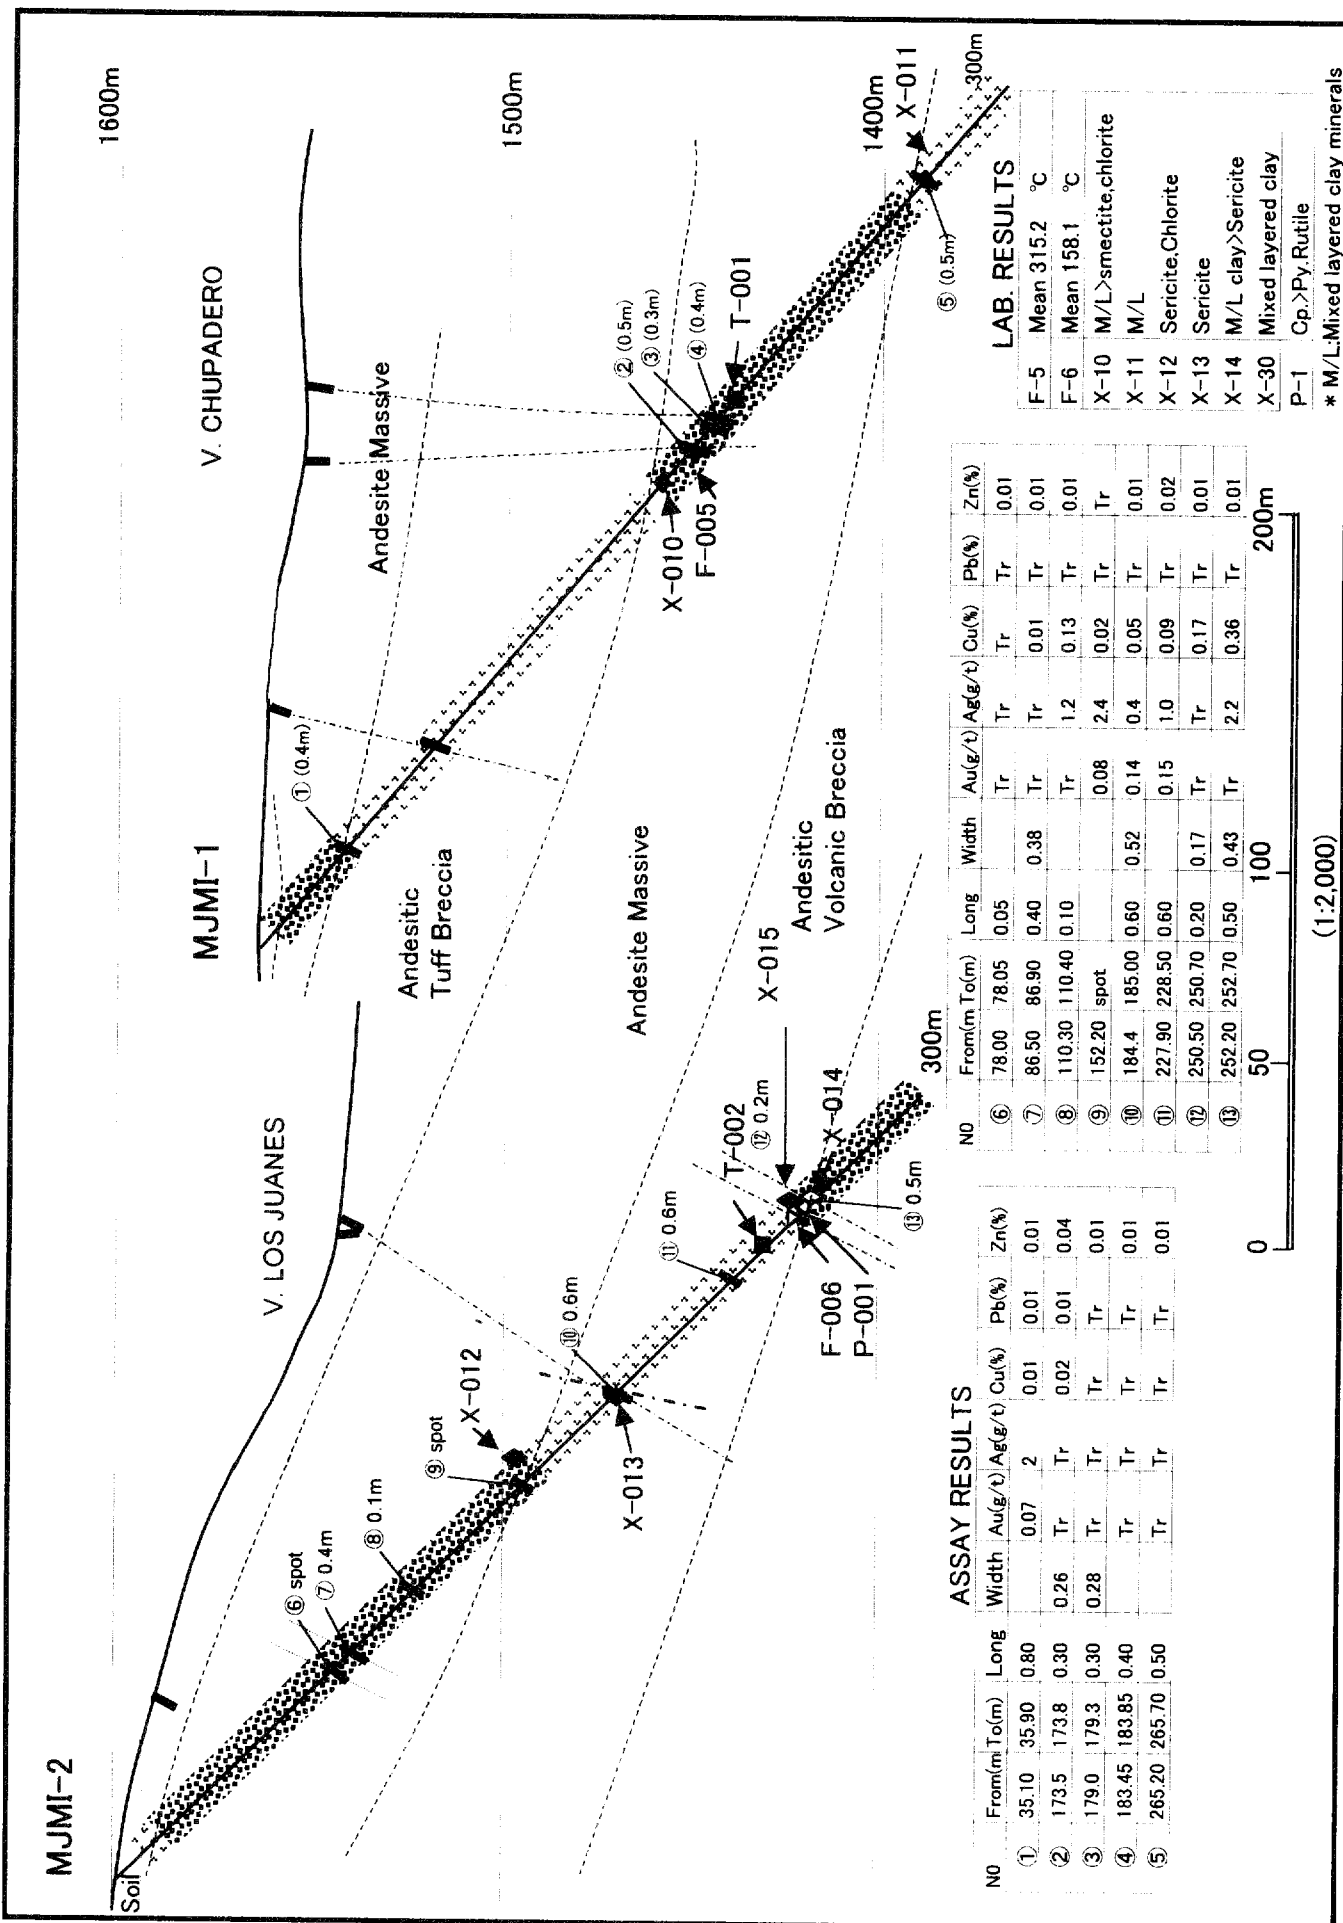 MJMI-2
MJMI-1
V. LOS JUANES
V. CHUPADERO
1600m
1500m
1400m
300m
Soil
⑥ spot
⑦ 0.4m
⑧ 0.1m
⑨ spot
X-012
⑩ 0.6m
X-013
⑪ 0.6m
T-002
⑫ 0.2m
X-015
X-014
⑬ 0.5m
F-006
P-001
300m
① (0.4m)
Andesite Massive
Andesitic
Tuff Breccia
Andesite Massive
Andesitic
Volcanic Breccia
X-010
F-005
② (0.5m)
③ (0.3m)
④ (0.4m)
T-001
⑤ (0.5m)
X-011
ASSAY RESULTS
NO From(m To(m) Long Width Au(g/t) Ag(g/t) Cu(%) Pb(%) Zn(%)
① 35.10 35.90 0.80 0.07 2 0.01 0.01 0.01
② 173.5 173.8 0.30 0.26 Tr Tr 0.02 0.01 0.04
③ 179.0 179.3 0.30 0.28 Tr Tr Tr Tr 0.01
④ 183.45 183.85 0.40 Tr Tr Tr Tr 0.01
⑤ 265.20 265.70 0.50 Tr Tr Tr Tr 0.01
NO From(m To(m) Long Width Au(g/t) Ag(g/t) Cu(%) Pb(%) Zn(%)
⑥ 78.00 78.05 0.05 Tr Tr Tr Tr 0.01
⑦ 86.50 86.90 0.40 0.38 Tr Tr 0.01 Tr 0.01
⑧ 110.30 110.40 0.10 Tr 1.2 0.13 Tr 0.01
⑨ 152.20 spot 0.08 2.4 0.02 Tr Tr
⑩ 184.4 185.00 0.60 0.52 0.14 0.4 0.05 Tr 0.01
⑪ 227.90 228.50 0.60 0.15 1.0 0.09 Tr 0.02
⑫ 250.50 250.70 0.20 0.17 Tr Tr 0.17 Tr 0.01
⑬ 252.20 252.70 0.50 0.43 Tr 2.2 0.36 Tr 0.01
LAB. RESULTS
F-5 Mean 315.2 °C
F-6 Mean 158.1 °C
X-10 M/L>smectite,chlorite
X-11 M/L
X-12 Sericite,Chlorite
X-13 Sericite
X-14 M/L clay>Sericite
X-30 Mixed layered clay
P-1 Cp.>Py.Rutile
* M/L:Mixed layered clay minerals
0 50 100 200m
(1:2,000)